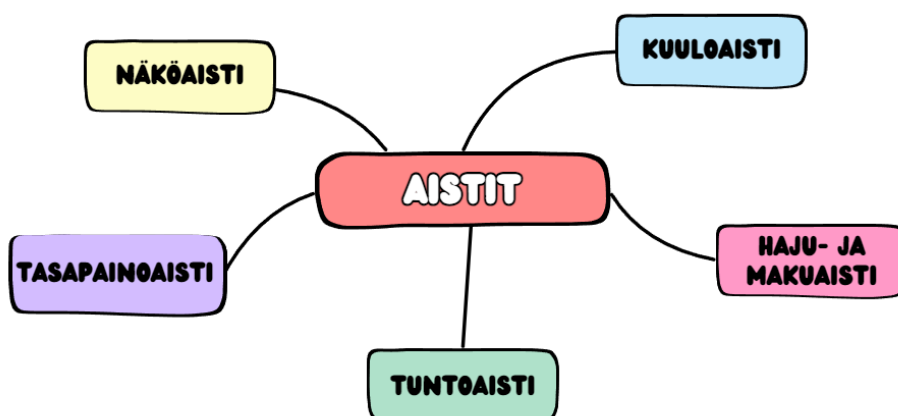 KUULOAISTI
NÄKÖAISTI
AISTIT
HAJU- JA
MAKUAISTI
TASAPAINOAISTI
TUNTOAISTI